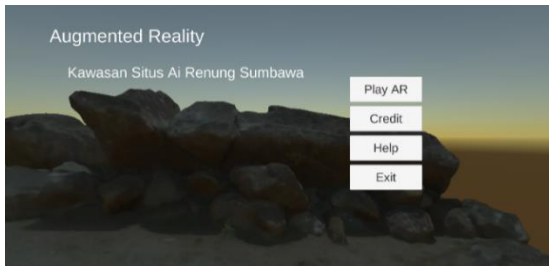 Augmented Reality
Kawasan Situs Ai Renung Sumbawa
Play AR
Credit
Help
Exit